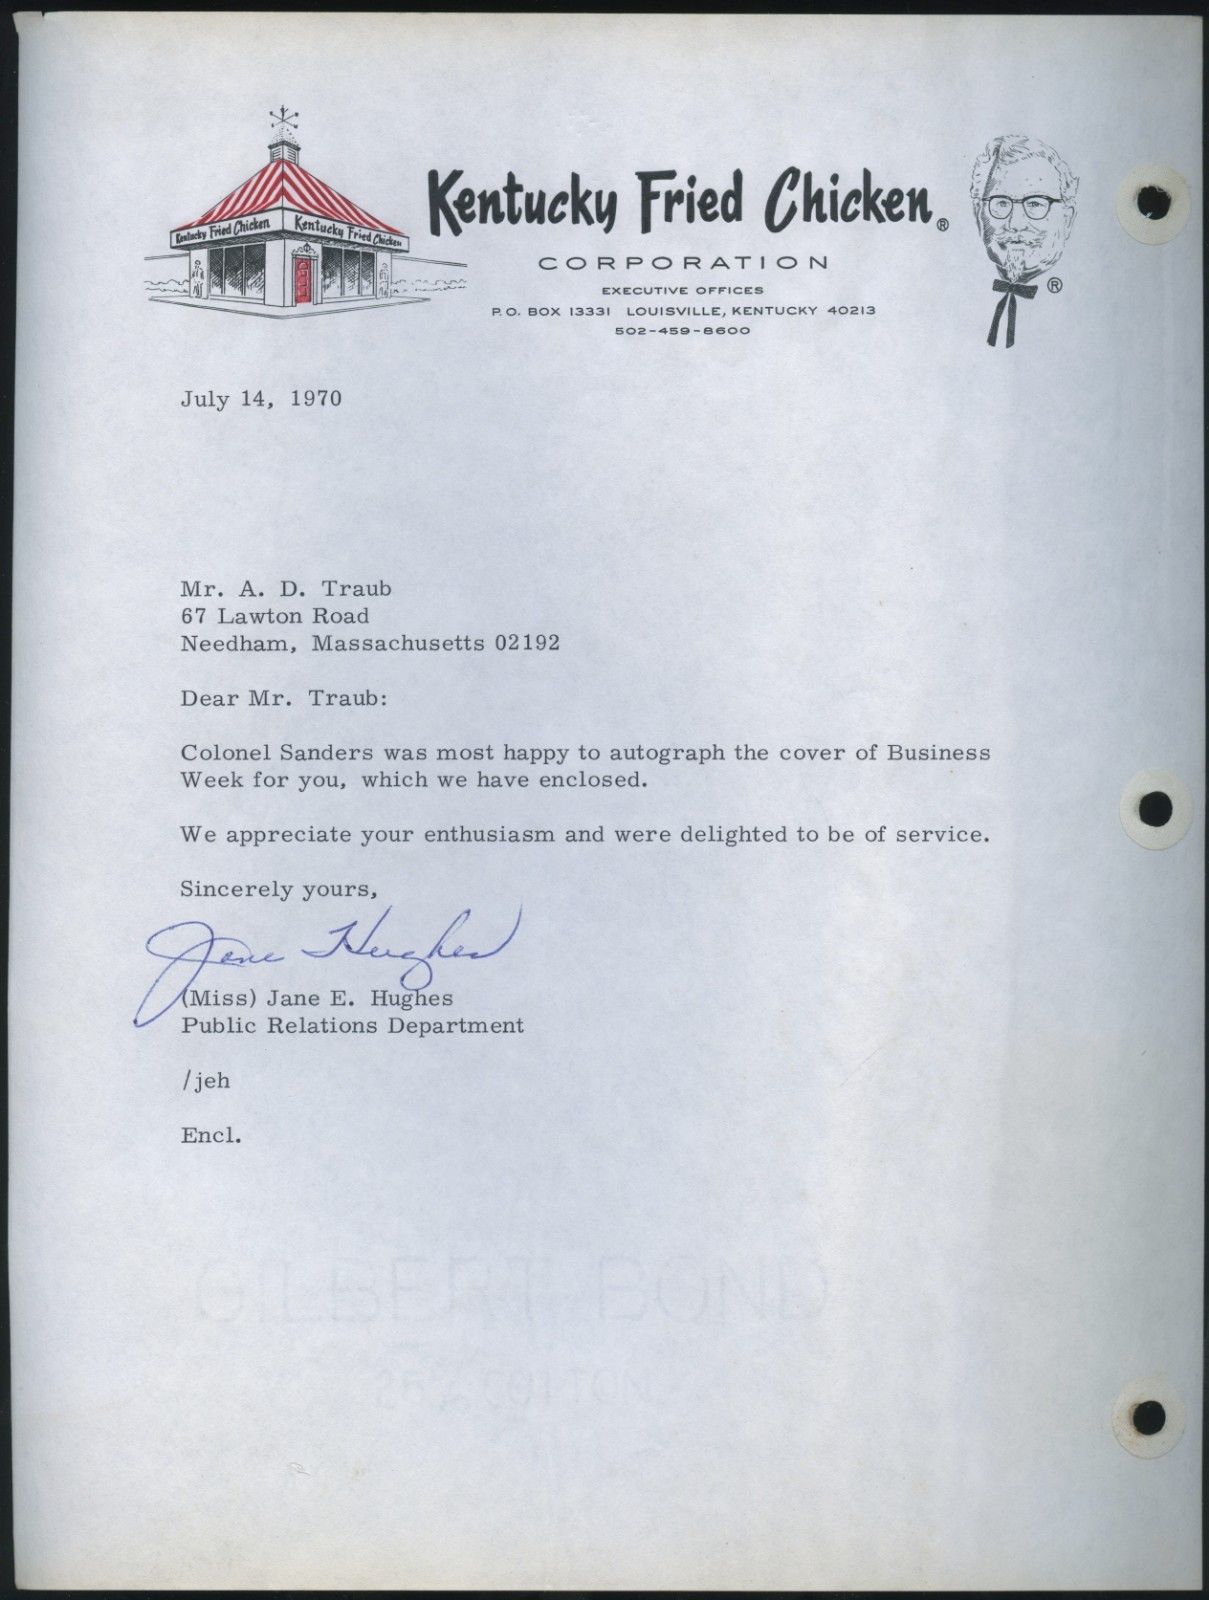 Kentucky Fried Chicken Kentucky Fried Chicken
Kentucky Fried Chicken®
CORPORATION
EXECUTIVE OFFICES
P.O. BOX 13331 LOUISVILLE, KENTUCKY 40213
502-459-8600
®
July 14, 1970
Mr. A. D. Traub
67 Lawton Road
Needham, Massachusetts 02192
Dear Mr. Traub:
Colonel Sanders was most happy to autograph the cover of Business
Week for you, which we have enclosed.
We appreciate your enthusiasm and were delighted to be of service.
Sincerely yours,
Jane Hughes
(Miss) Jane E. Hughes
Public Relations Department
/jeh
Encl.
GILBERT BOND
25% COTTON